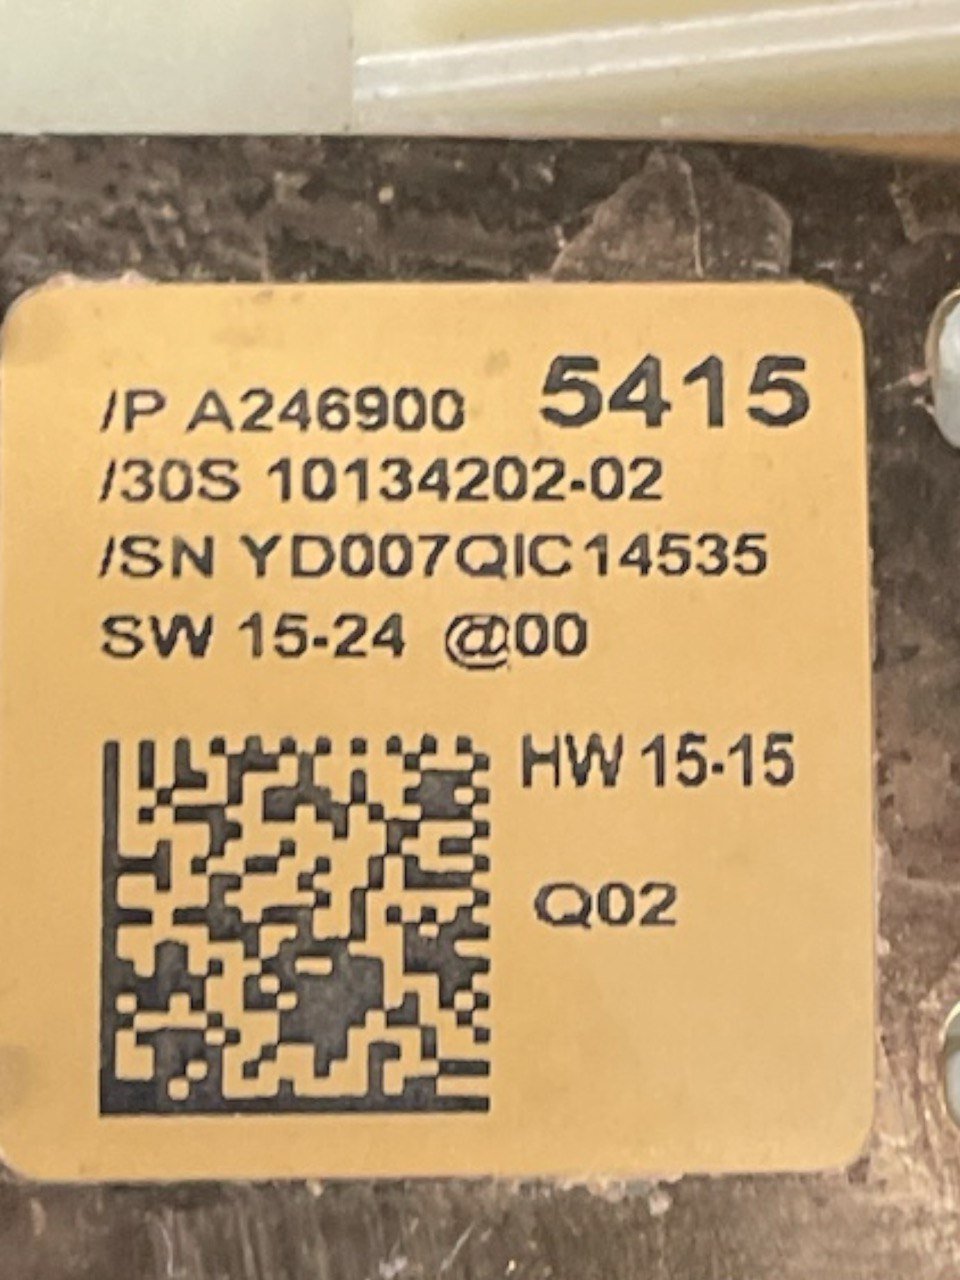 /P A246900 5415
/30S 10134202-02
/SN YD007QIC14535
SW 15-24 @00
HW 15-15
Q02